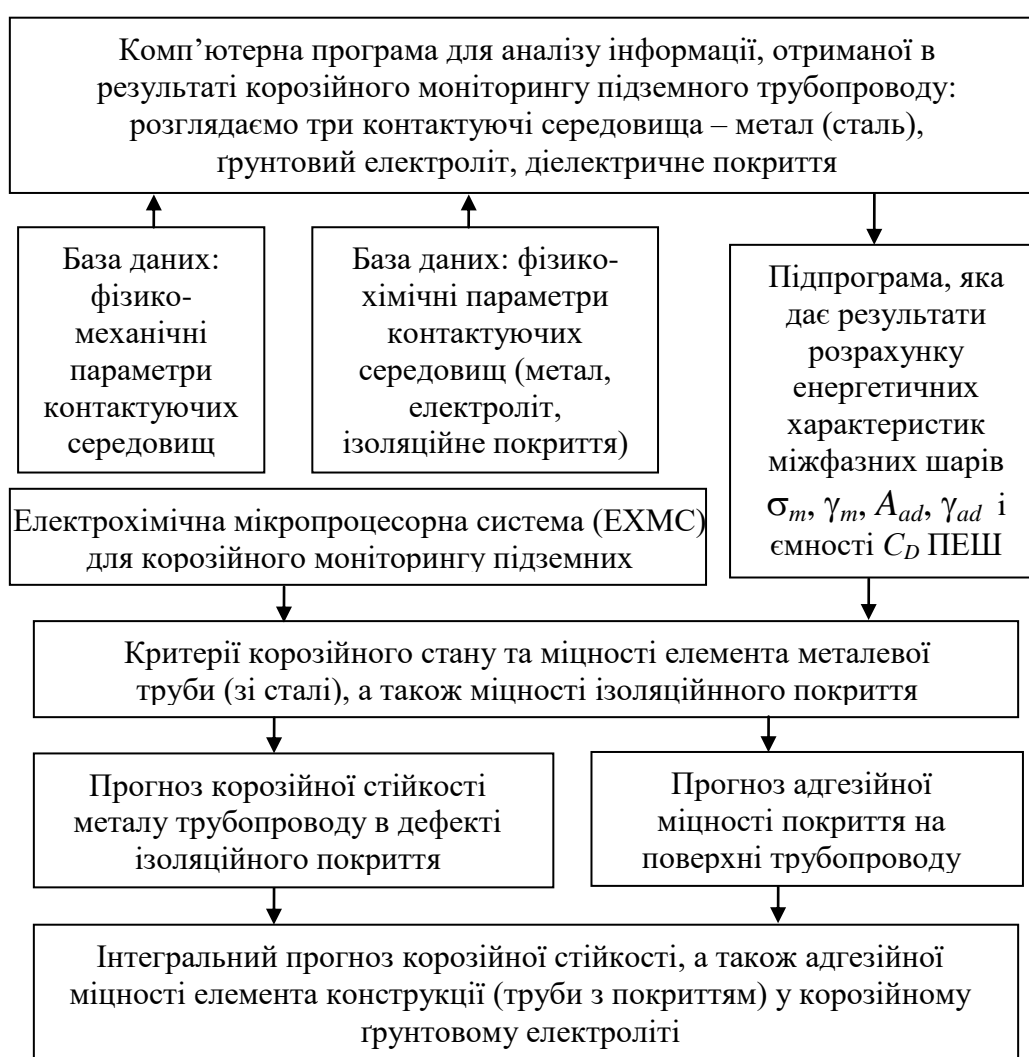 Комп’ютерна програма для аналізу інформації, отриманої в
результаті корозійного моніторингу підземного трубопроводу:
розглядаємо три контактуючі середовища – метал (сталь),
ґрунтовий електроліт, діелектричне покриття
База даних:
фізико-
механічні
параметри
контактуючих
середовищ
База даних: фізико-
хімічні параметри
контактуючих
середовищ (метал,
електроліт,
ізоляційне покриття)
Підпрограма, яка
дає результати
розрахунку
енергетичних
характеристик
міжфазних шарів
σm, γm, Aad, γad і
ємності CD ПЕШ
Електрохімічна мікропроцесорна система (ЕХМС)
для корозійного моніторингу підземних
Критерії корозійного стану та міцності елемента металевої
труби (зі сталі), а також міцності ізоляційнного покриття
Прогноз корозійної стійкості
металу трубопроводу в дефекті
ізоляційного покриття
Прогноз адгезійної
міцності покриття на
поверхні трубопроводу
Інтегральний прогноз корозійної стійкості, а також адгезійної
міцності елемента конструкції (труби з покриттям) у корозійному
ґрунтовому електроліті